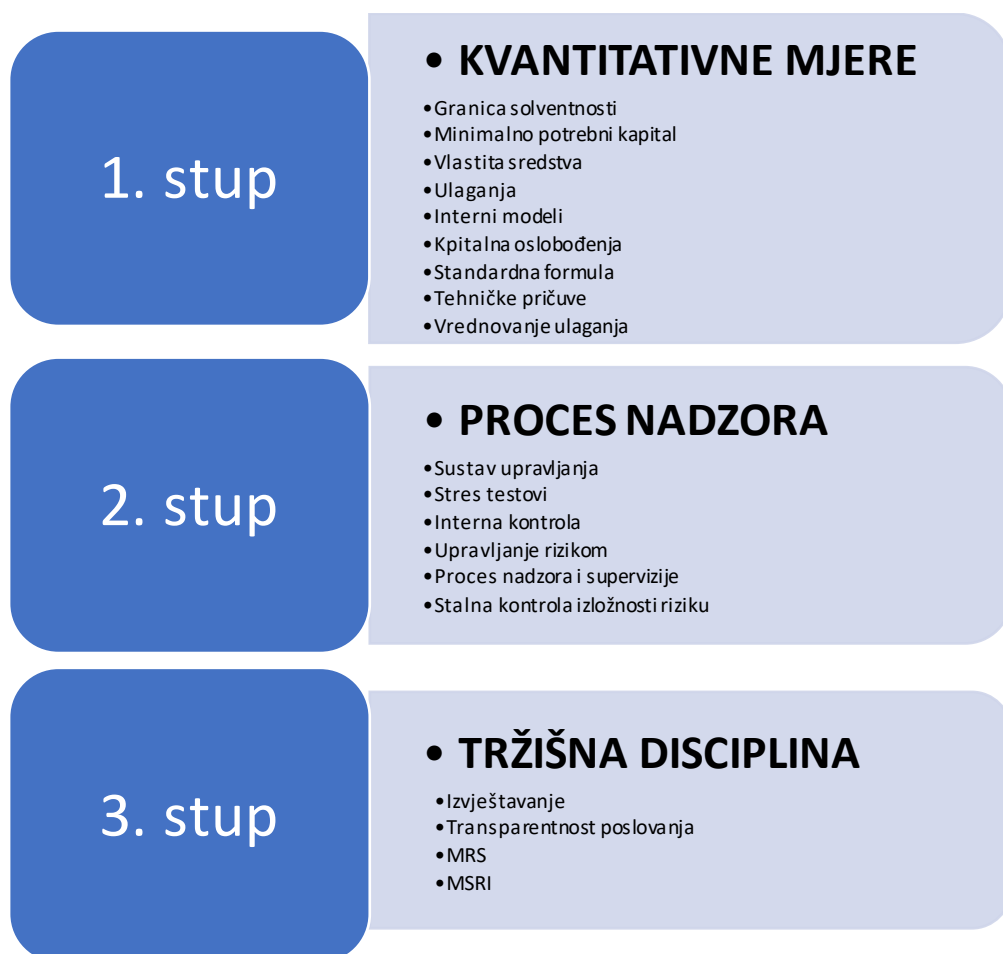 1. stup
• KVANTITATIVNE MJERE
•Granica solventnosti
•Minimalno potrebni kapital
•Vlastita sredstva
•Ulaganja
•Interni modeli
•Kpitalna oslobođenja
•Standardna formula
•Tehničke pričuve
•Vrednovanje ulaganja
2. stup
• PROCES NADZORA
•Sustav upravljanja
•Stres testovi
•Interna kontrola
•Upravljanje rizikom
•Proces nadzora i supervizije
•Stalna kontrola izložnosti riziku
3. stup
• TRŽIŠNA DISCIPLINA
•Izvještavanje
•Transparentnost poslovanja
•MRS
•MSRI